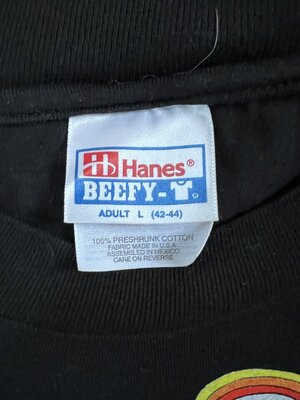 Hanes®
BEEFY-T®
ADULT L (42-44)
100% PRESHRUNK COTTON
FABRIC MADE IN U.S.A.
ASSEMBLED IN MEXICO
CARE ON REVERSE